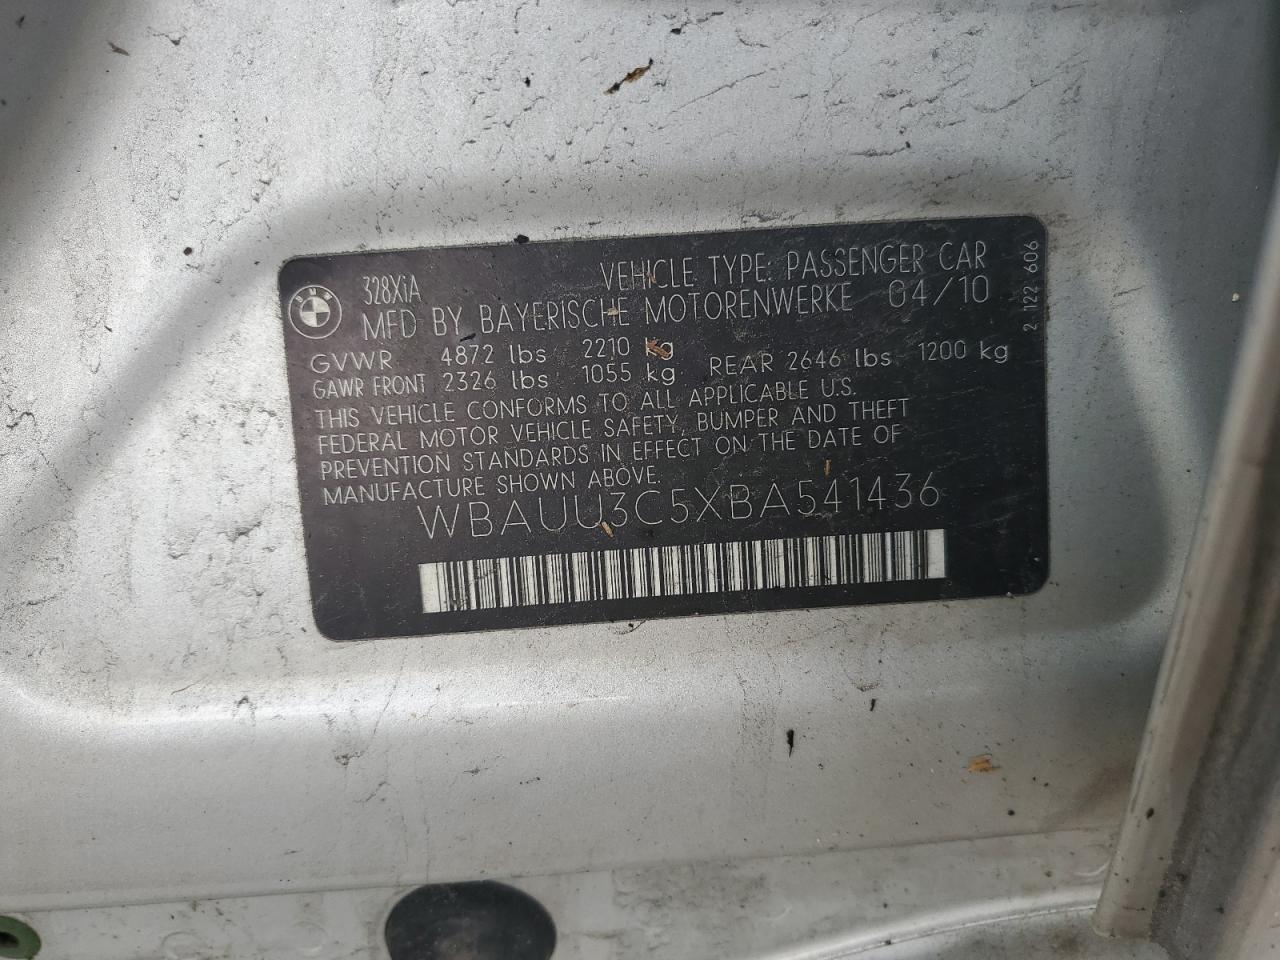 328XiA VEHICLE TYPE: PASSENGER CAR
MFD BY BAYERISCHE MOTORENWERKE 04/10
GVWR 4872 lbs 2210 kg
GAWR FRONT 2326 lbs 1055 kg REAR 2646 lbs 1200 kg
THIS VEHICLE CONFORMS TO ALL APPLICABLE U.S.
FEDERAL MOTOR VEHICLE SAFETY, BUMPER AND THEFT
PREVENTION STANDARDS IN EFFECT ON THE DATE OF
MANUFACTURE SHOWN ABOVE.
WBAUU3C5XBA541436
2 122 606
BMW